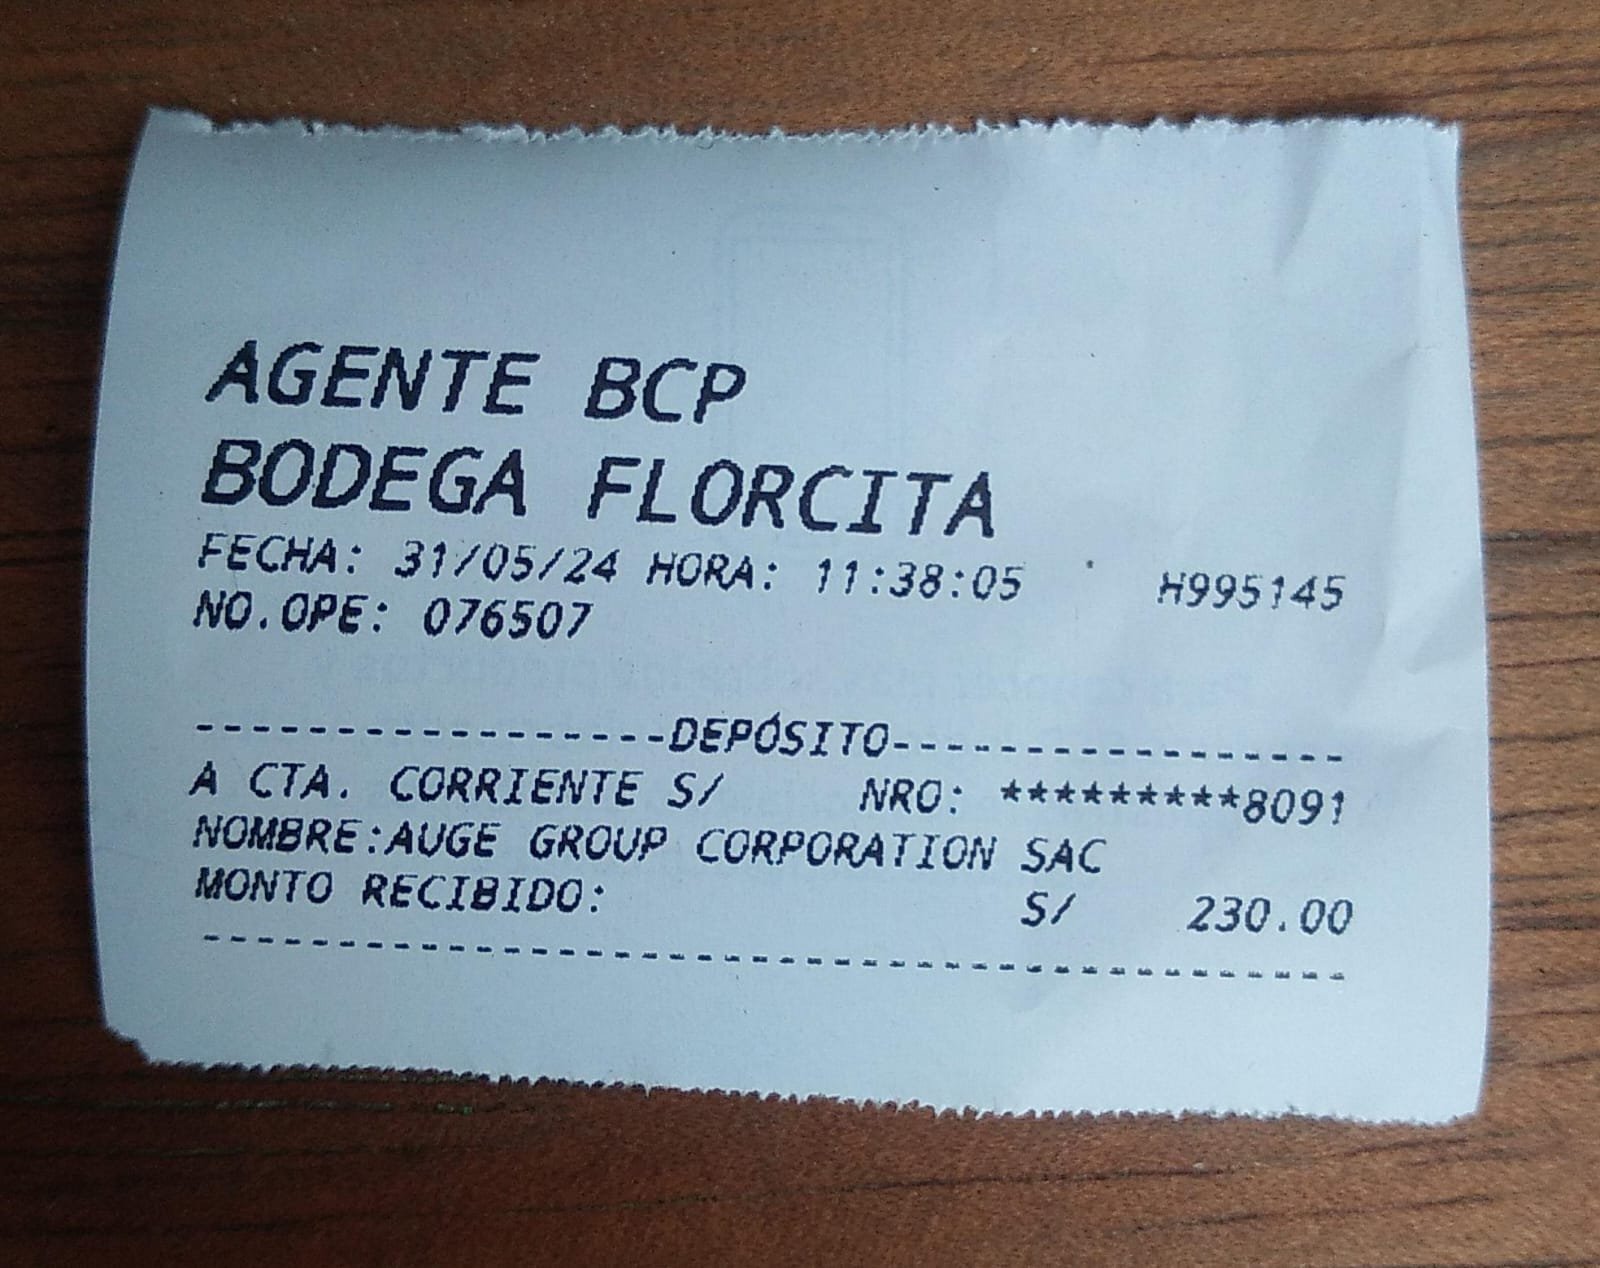 AGENTE BCP
BODEGA FLORCITA
FECHA: 31/05/24 HORA: 11:38:05 H995145
NO.OPE: 076507
------------------DEPÓSITO------------------
A CTA. CORRIENTE S/ NRO: *********8091
NOMBRE:AUGE GROUP CORPORATION SAC
MONTO RECIBIDO: S/ 230.00
--------------------------------------------